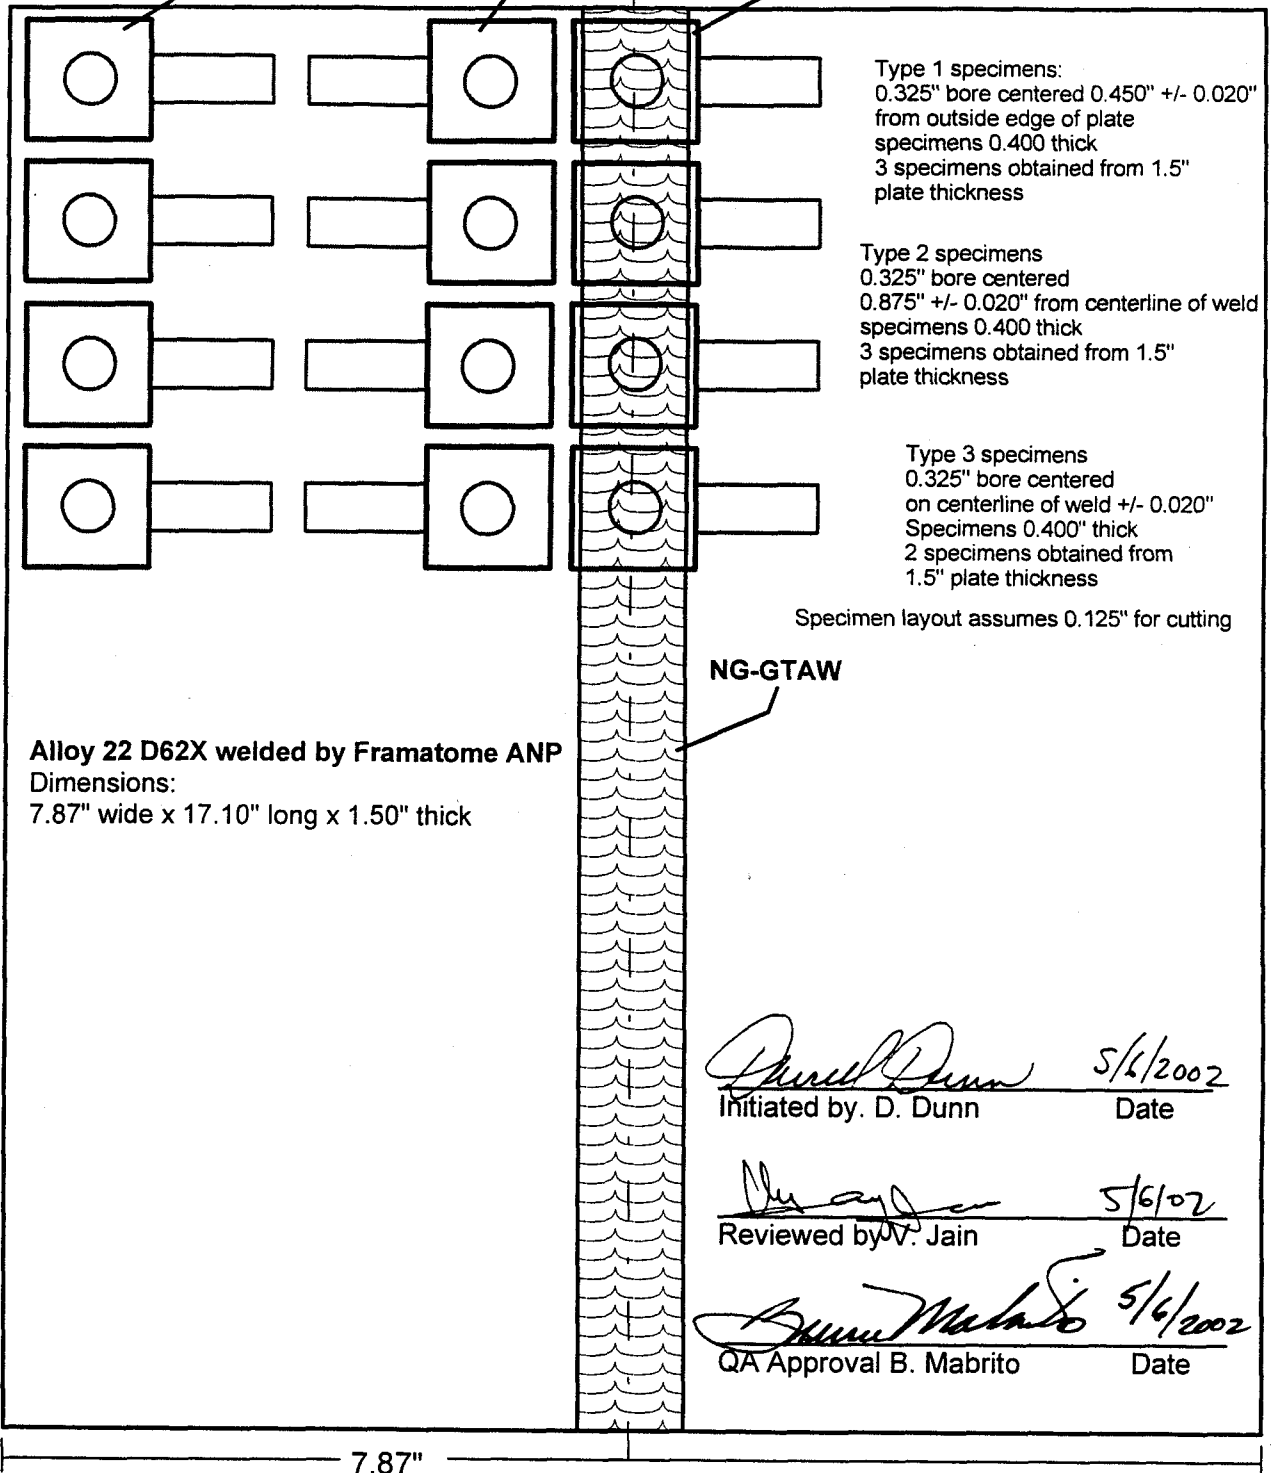 Type 1 specimens:
0.325" bore centered 0.450" +/- 0.020"
from outside edge of plate
specimens 0.400 thick
3 specimens obtained from 1.5"
plate thickness
Type 2 specimens
0.325" bore centered
0.875" +/- 0.020" from centerline of weld
specimens 0.400 thick
3 specimens obtained from 1.5"
plate thickness
Type 3 specimens
0.325" bore centered
on centerline of weld +/- 0.020"
Specimens 0.400" thick
2 specimens obtained from
1.5" plate thickness
Specimen layout assumes 0.125" for cutting
NG-GTAW
Alloy 22 D62X welded by Framatome ANP
Dimensions:
7.87" wide x 17.10" long x 1.50" thick
Darrell Dunn 5/6/2002
Initiated by. D. Dunn Date
5/6/02
Reviewed by V. Jain Date
Bruce Mabrito 5/6/2002
QA Approval B. Mabrito Date
7.87"